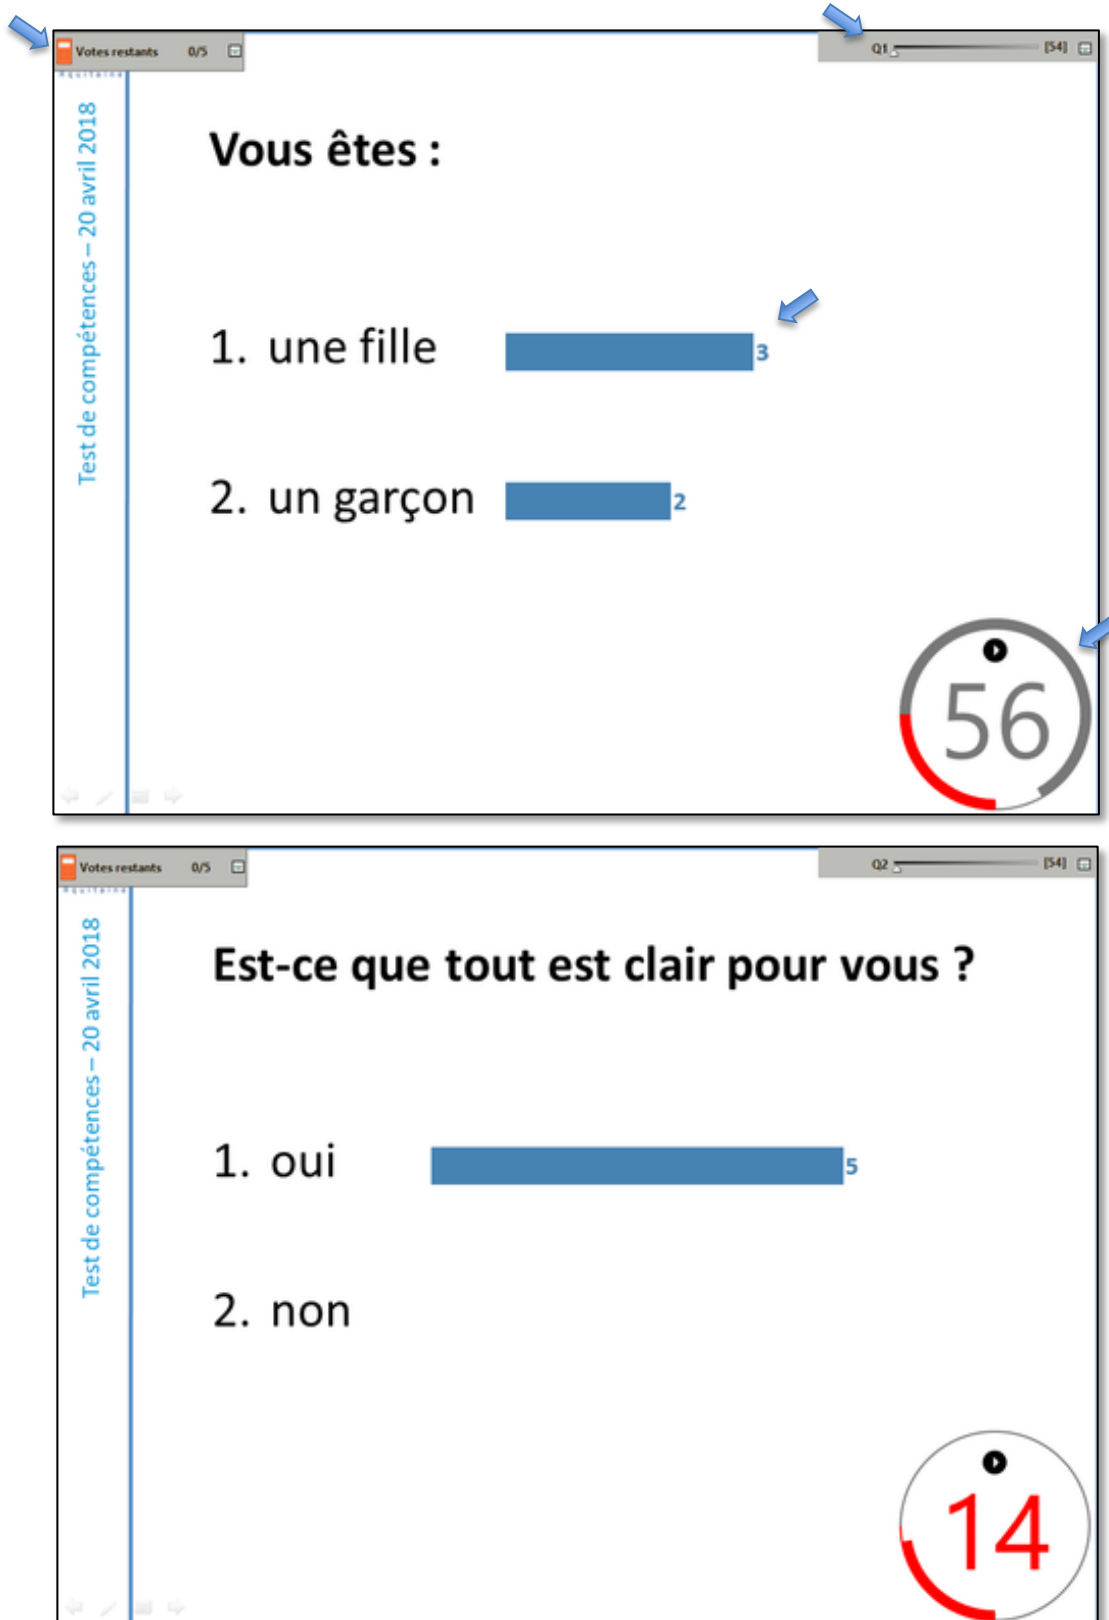 Votes restants 0/5
Q1 [54]
Aquitaine
Test de compétences – 20 avril 2018
Vous êtes :
1. une fille 3
2. un garçon 2
56
Votes restants 0/5
Q2 [54]
Aquitaine
Test de compétences – 20 avril 2018
Est-ce que tout est clair pour vous ?
1. oui 5
2. non
14